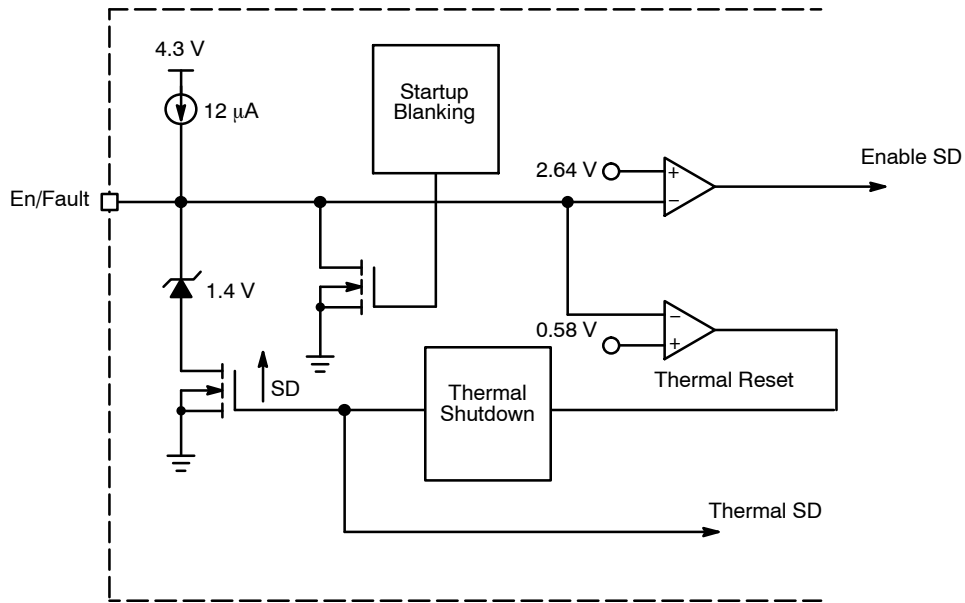 4.3 V
12 μA
Startup
Blanking
2.64 V
+
−
Enable SD
En/Fault
1.4 V
0.58 V
−
+
Thermal Reset
SD
Thermal
Shutdown
Thermal SD